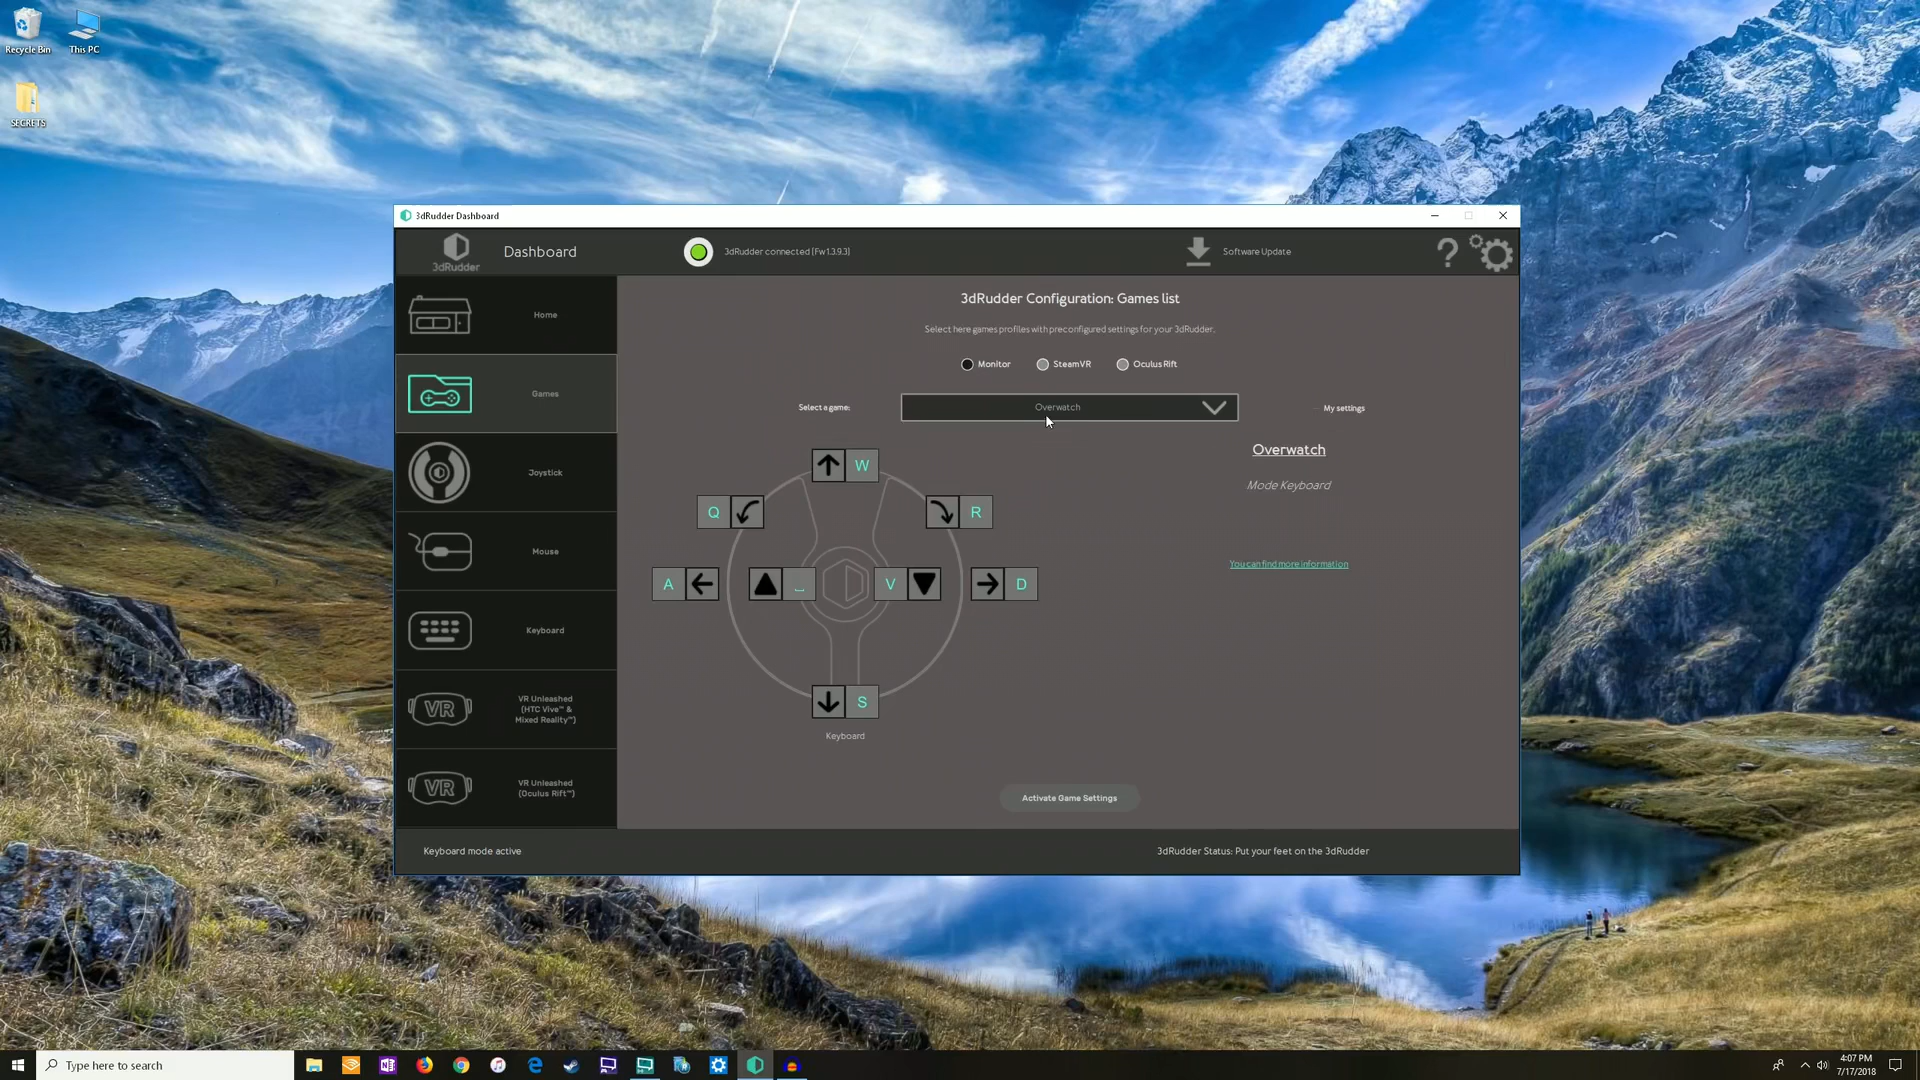 Recycle Bin
This PC
SECRETS
3dRudder Dashboard
3dRudder
Dashboard
3dRudder connected (Fw1.3.9.3)
Software Update
?
Home
Games
Joystick
Mouse
Keyboard
VR
VR Unleashed
(HTC Vive™ &
Mixed Reality™)
VR
VR Unleashed
(Oculus Rift™)
3dRudder Configuration: Games list
Select here games profiles with preconfigured settings for your 3dRudder.
Monitor
SteamVR
Oculus Rift
Select a game:
Overwatch
My settings
W
Q
R
A
V
D
S
Keyboard
Overwatch
Mode Keyboard
You can find more information
Activate Game Settings
Keyboard mode active
3dRudder Status: Put your feet on the 3dRudder
Type here to search
4:07 PM
7/17/2018